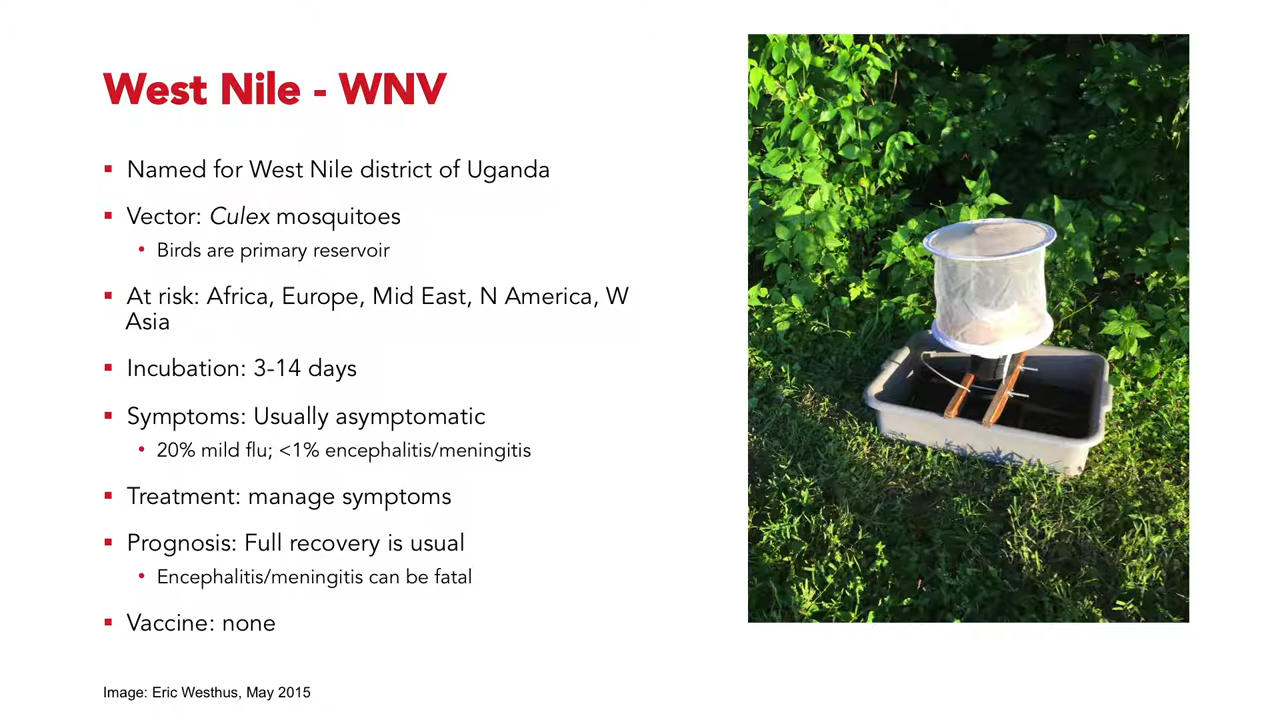 West Nile - WNV
▪ Named for West Nile district of Uganda
▪ Vector: Culex mosquitoes
• Birds are primary reservoir
▪ At risk: Africa, Europe, Mid East, N America, W
Asia
▪ Incubation: 3-14 days
▪ Symptoms: Usually asymptomatic
• 20% mild flu; <1% encephalitis/meningitis
▪ Treatment: manage symptoms
▪ Prognosis: Full recovery is usual
• Encephalitis/meningitis can be fatal
▪ Vaccine: none
Image: Eric Westhus, May 2015